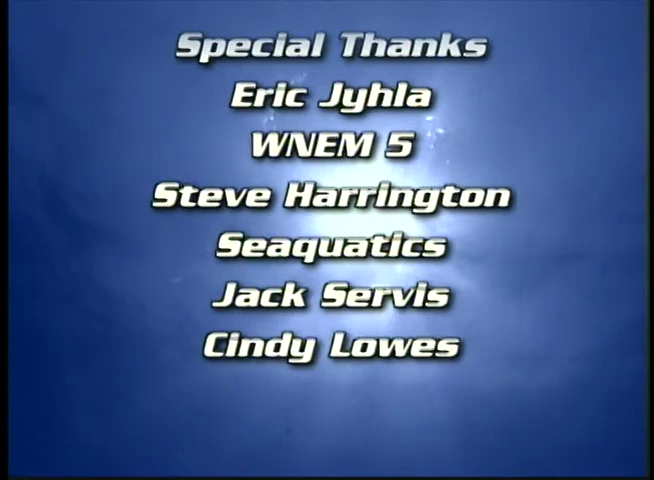 Special Thanks
Eric Jyhla
WNEM 5
Steve Harrington
Seaquatics
Jack Servis
Cindy Lowes